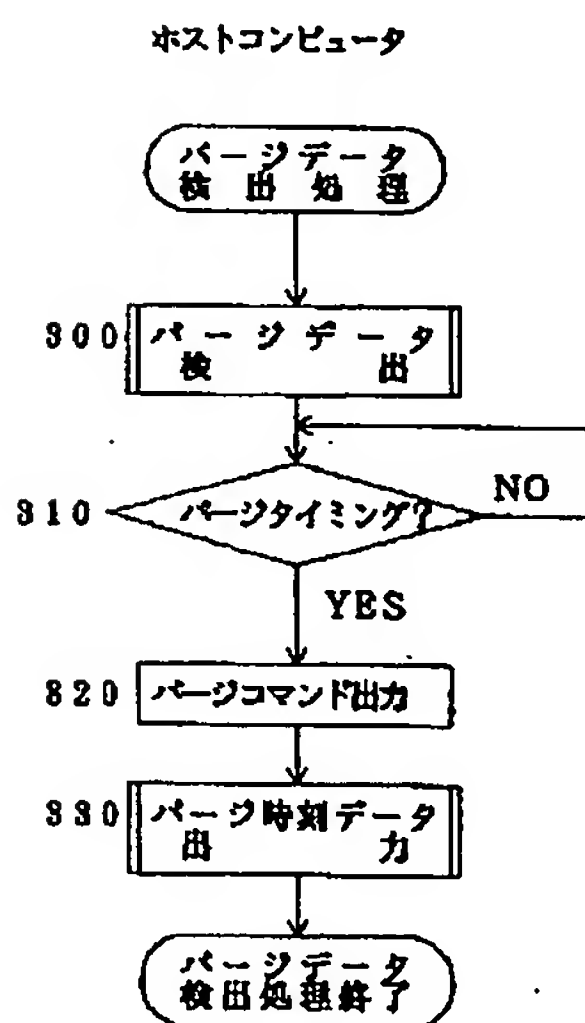 ホストコンピュータ
パージデータ
検出処理
300
パージデータ
検出
310
パージタイミング?
NO
YES
320
パージコマンド出力
330
パージ時刻データ
出力
パージデータ
検出処理終了